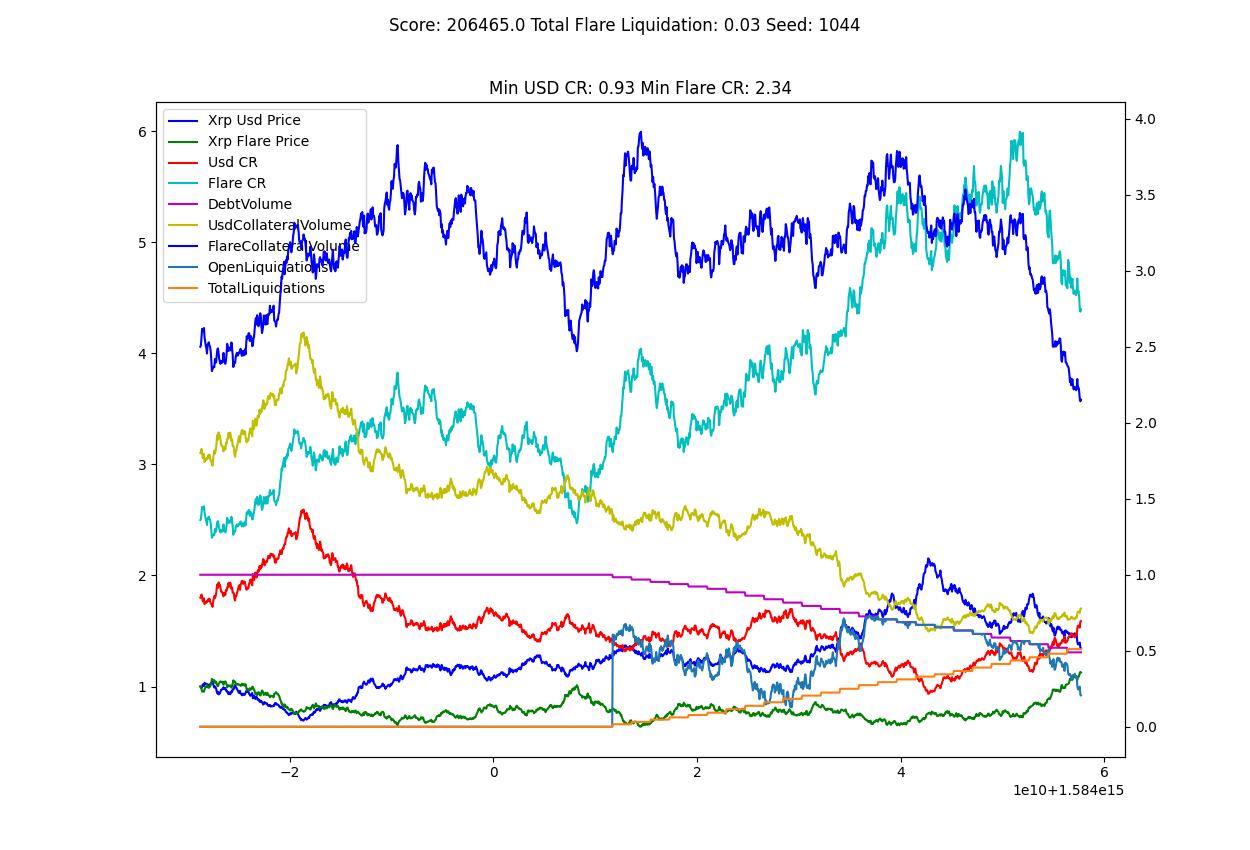 Score: 206465.0 Total Flare Liquidation: 0.03 Seed: 1044
Min USD CR: 0.93 Min Flare CR: 2.34
Xrp Usd Price
Xrp Flare Price
Usd CR
Flare CR
DebtVolume
UsdCollateralVolume
FlareCollateralVolume
OpenLiquidations
TotalLiquidations
6
5
4
3
2
1
4.0
3.5
3.0
2.5
2.0
1.5
1.0
0.5
0.0
−2 0 2 4 6
1e10+1.584e15